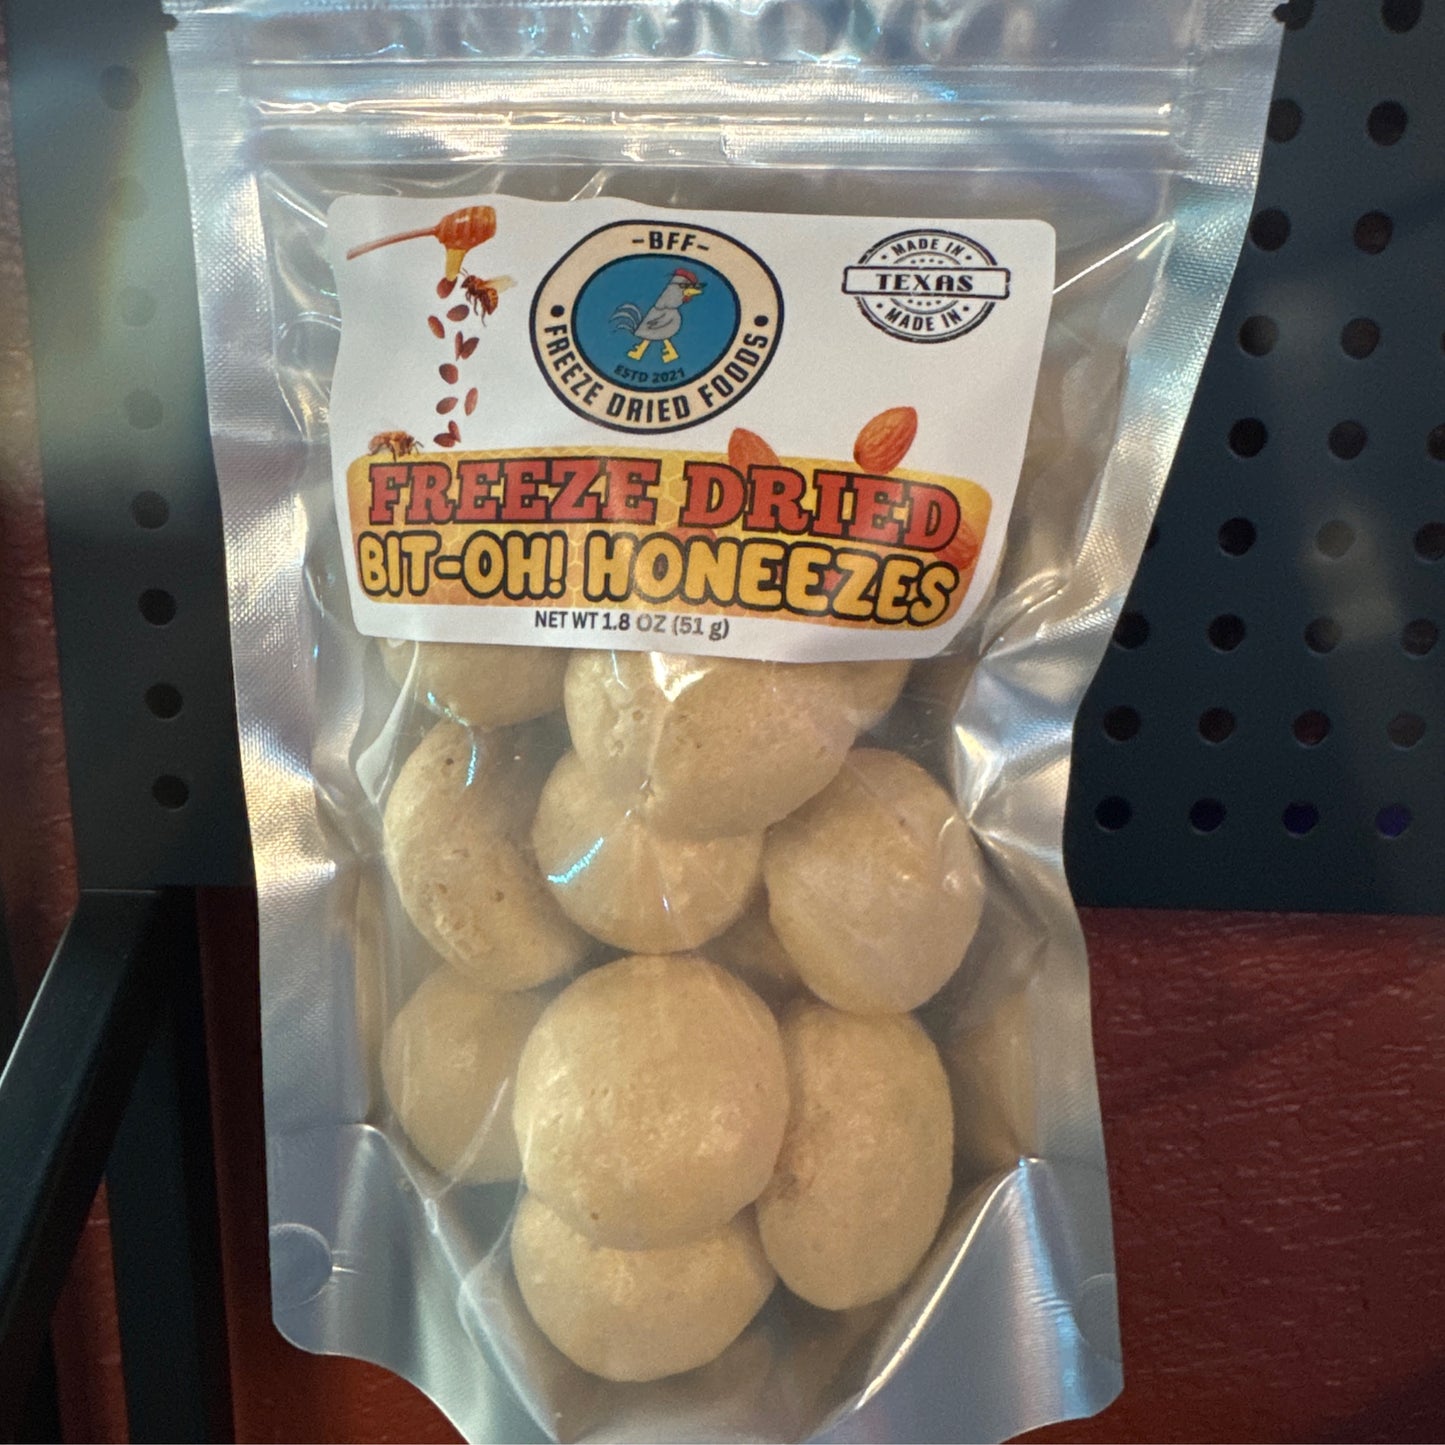 -BFF-
• FREEZE DRIED FOODS •
ESTD 2021
• MADE IN •
TEXAS
• MADE IN •
FREEZE DRIED
BIT-OH! HONEEZES
NET WT 1.8 OZ (51 g)